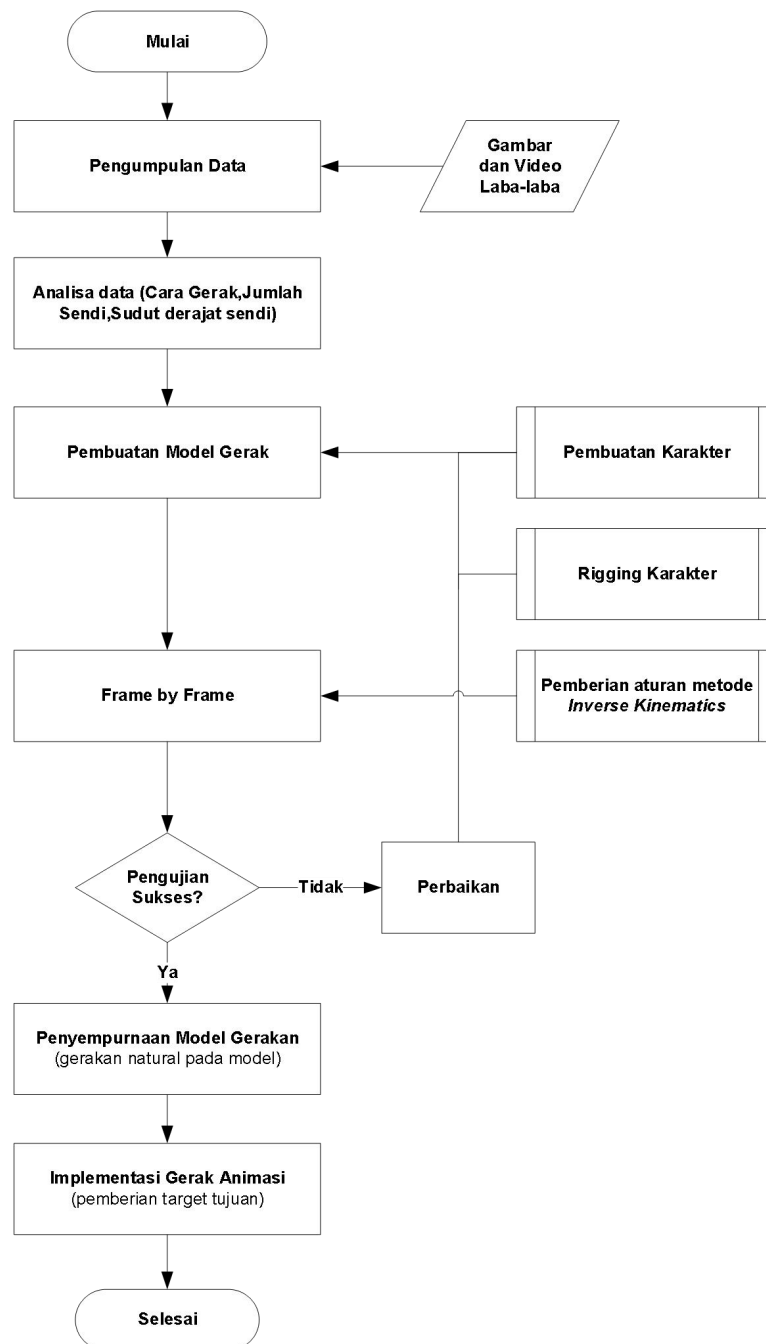 Mulai
Pengumpulan Data
Gambar
dan Video
Laba-laba
Analisa data (Cara Gerak,Jumlah
Sendi,Sudut derajat sendi)
Pembuatan Model Gerak
Pembuatan Karakter
Rigging Karakter
Frame by Frame
Pemberian aturan metode
Inverse Kinematics
Pengujian
Sukses?
Tidak
Perbaikan
Ya
Penyempurnaan Model Gerakan
(gerakan natural pada model)
Implementasi Gerak Animasi
(pemberian target tujuan)
Selesai